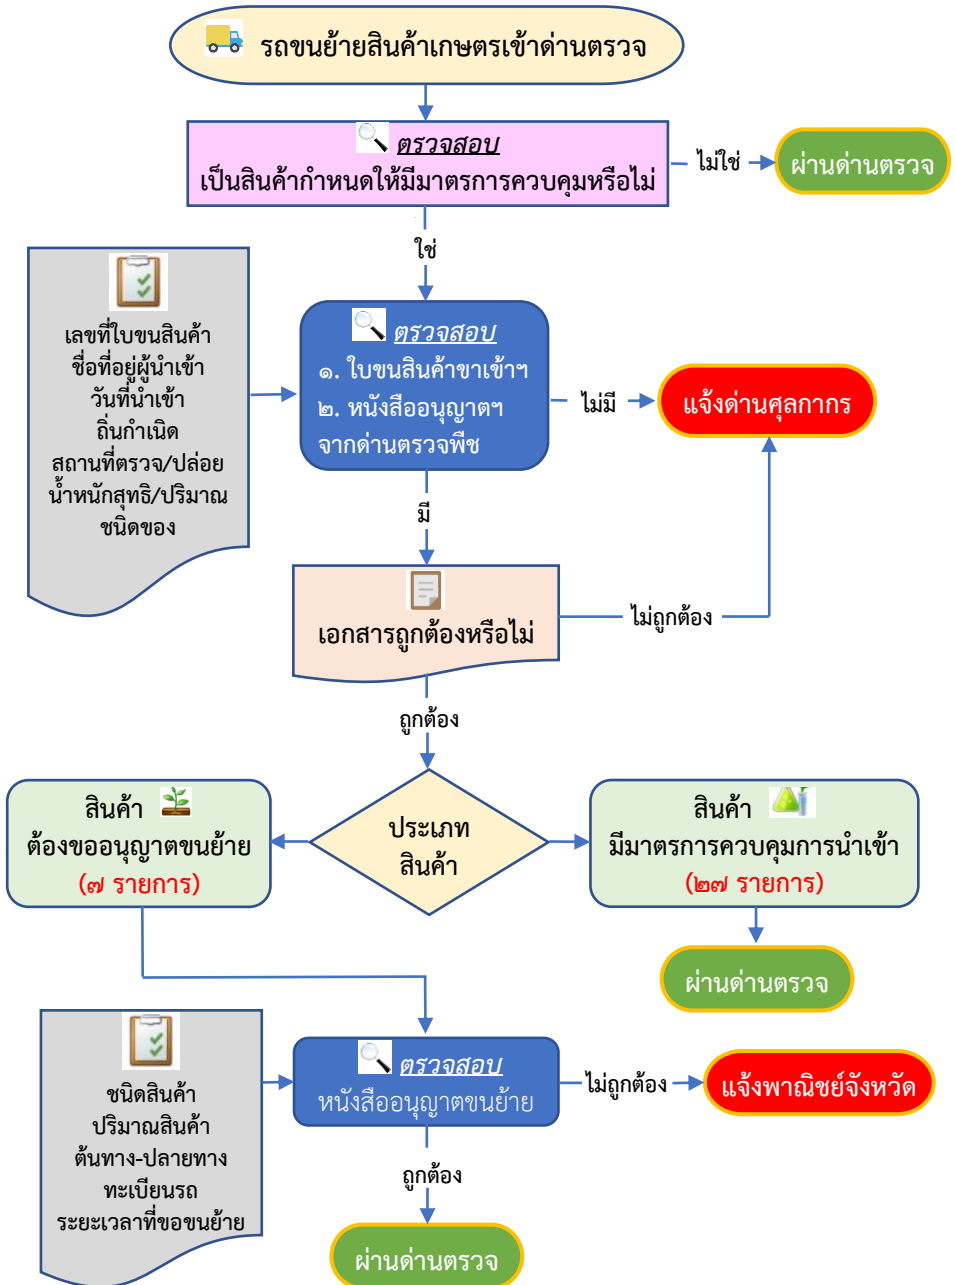 รถขนย้ายสินค้าเกษตรเข้าด่านตรวจ
ตรวจสอบ
เป็นสินค้ากำหนดให้มีมาตรการควบคุมหรือไม่
ไม่ใช่
ผ่านด่านตรวจ
ใช่
เลขที่ใบขนสินค้า
ชื่อที่อยู่ผู้นำเข้า
วันที่นำเข้า
ถิ่นกำเนิด
สถานที่ตรวจ/ปล่อย
น้ำหนักสุทธิ/ปริมาณ
ชนิดของ
ตรวจสอบ
๑. ใบขนสินค้าขาเข้าฯ
๒. หนังสืออนุญาตฯ
จากด่านตรวจพืช
ไม่มี
แจ้งด่านศุลกากร
มี
เอกสารถูกต้องหรือไม่
ไม่ถูกต้อง
ถูกต้อง
ประเภท
สินค้า
สินค้า
ต้องขออนุญาตขนย้าย
(๗ รายการ)
สินค้า
มีมาตรการควบคุมการนำเข้า
(๒๗ รายการ)
ผ่านด่านตรวจ
ชนิดสินค้า
ปริมาณสินค้า
ต้นทาง-ปลายทาง
ทะเบียนรถ
ระยะเวลาที่ขอขนย้าย
ตรวจสอบ
หนังสืออนุญาตขนย้าย
ไม่ถูกต้อง
แจ้งพาณิชย์จังหวัด
ถูกต้อง
ผ่านด่านตรวจ